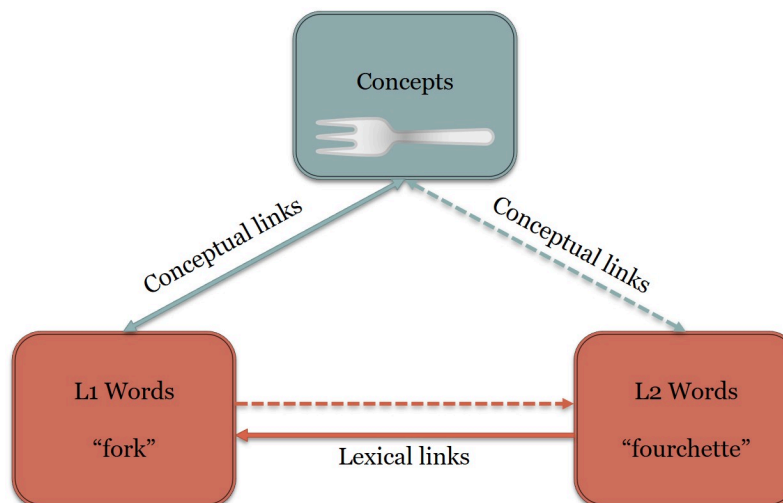 Concepts
Conceptual links
Conceptual links
L1 Words
“fork”
L2 Words
“fourchette”
Lexical links